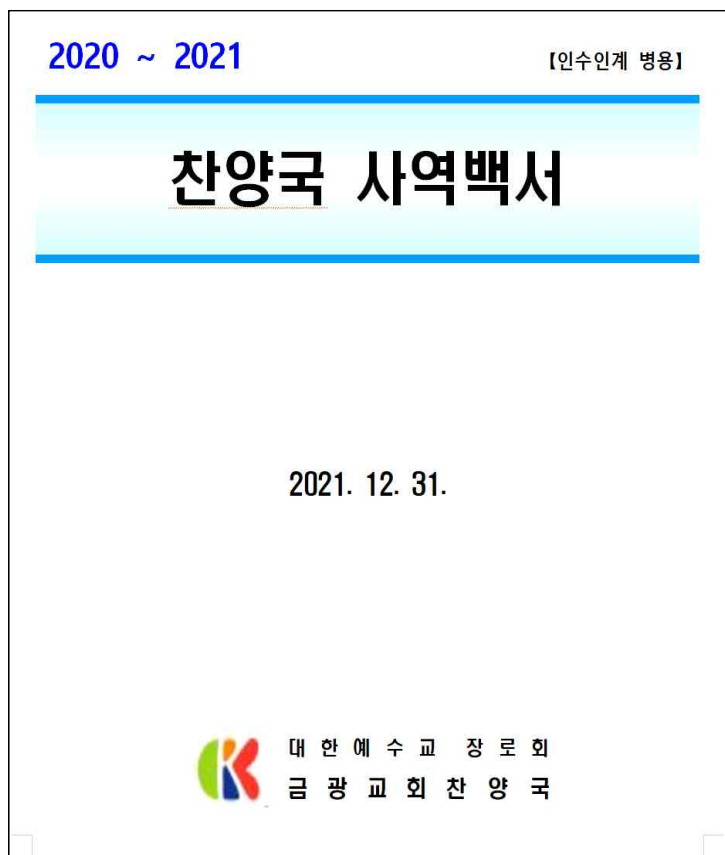 2020 ~ 2021 【인수인계 병용】
찬양국 사역백서
2021. 12. 31.
대한예수교 장로회
금광교회찬양국